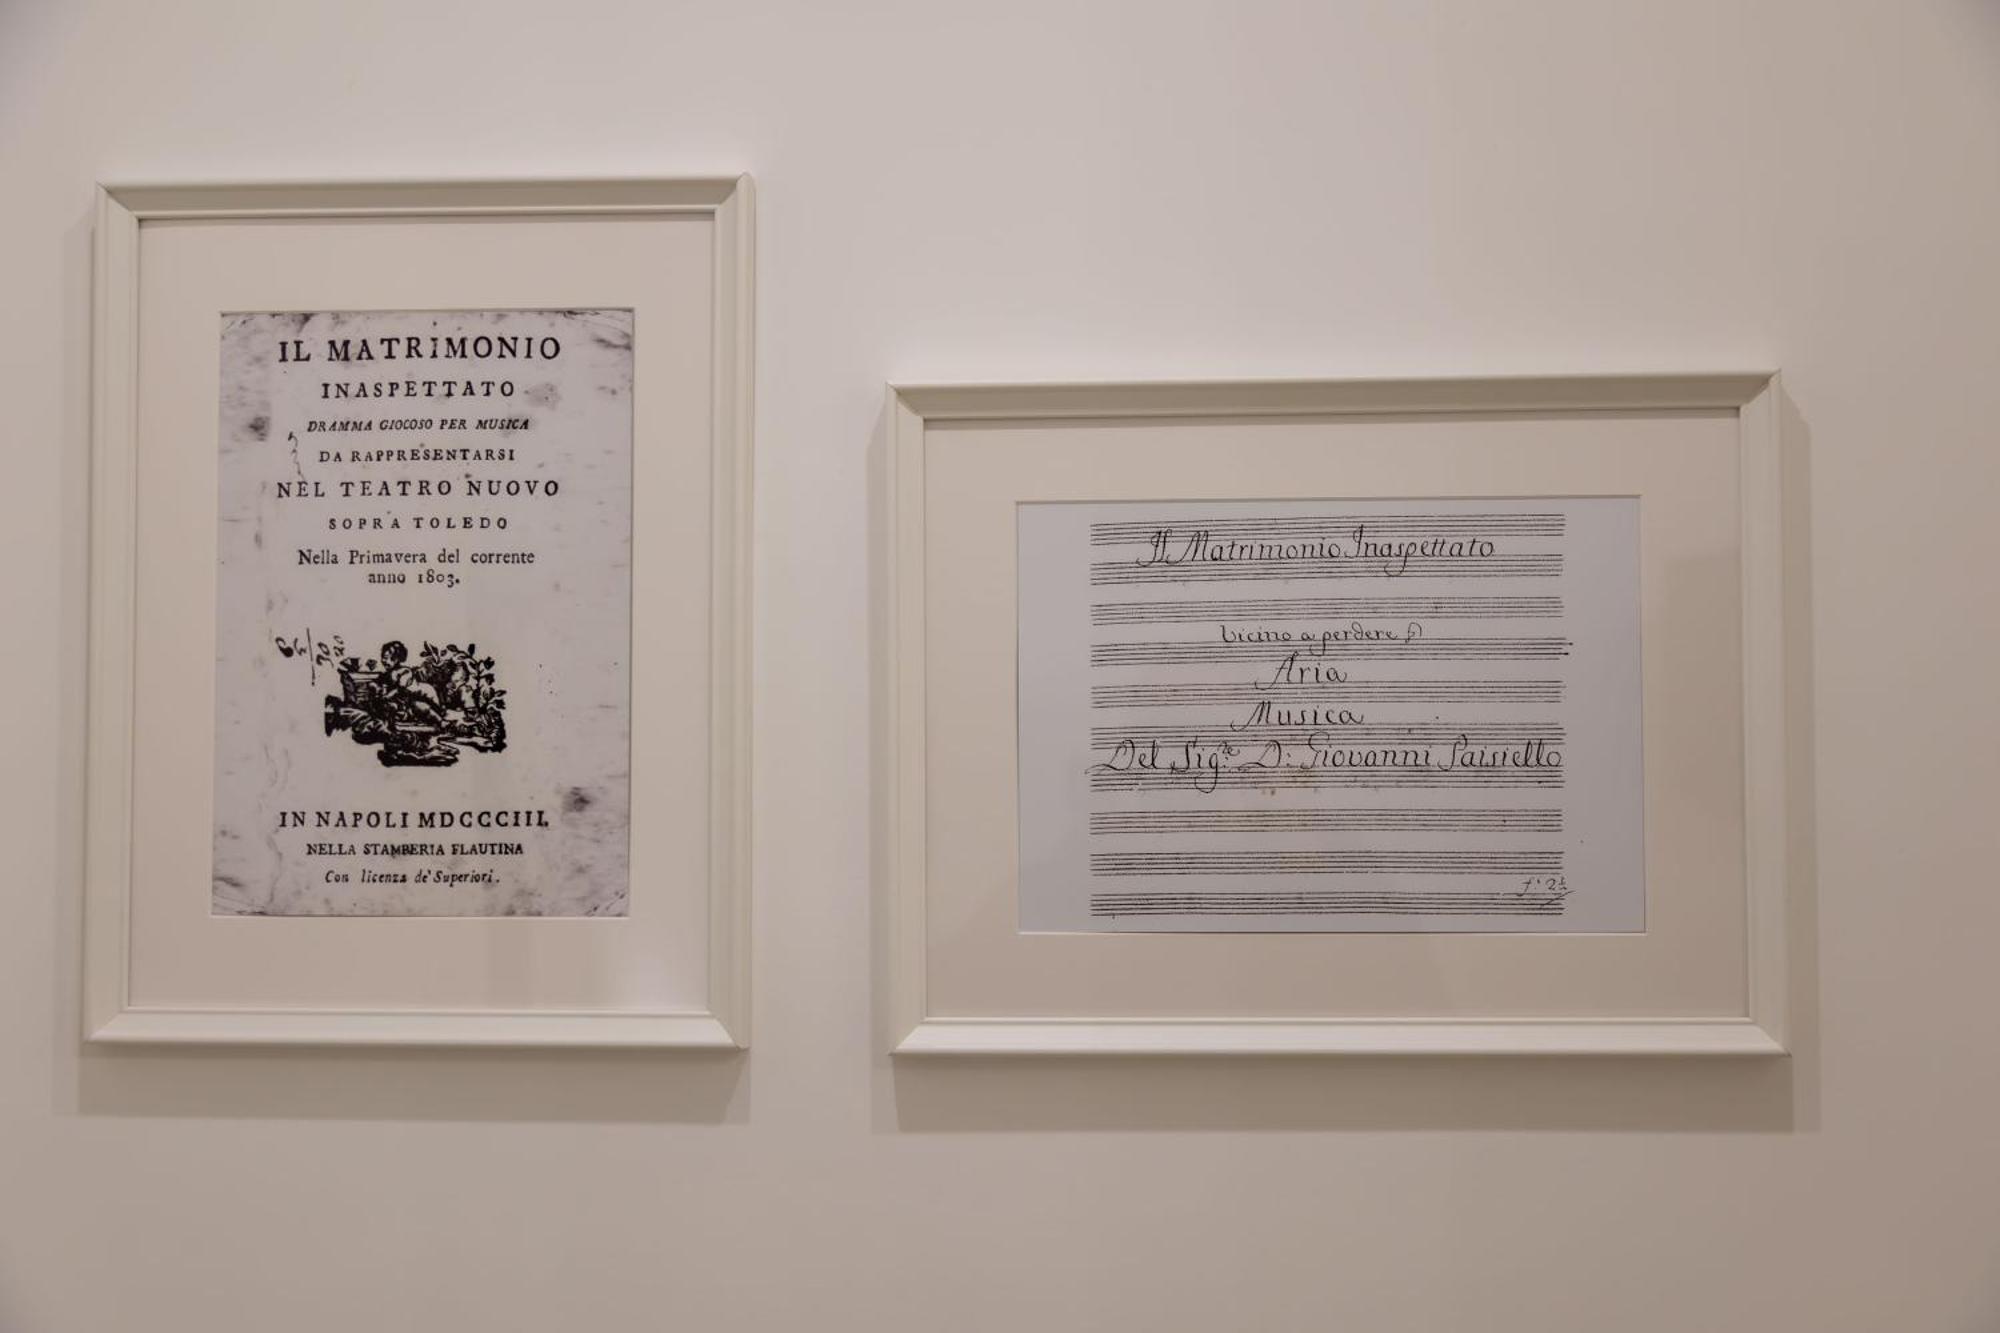 IL MATRIMONIO
INASPETTATO
DRAMMA GIOCOSO PER MUSICA
DA RAPPRESENTARSI
NEL TEATRO NUOVO
SOPRA TOLEDO
Nella Primavera del corrente
anno 1803.
IN NAPOLI MDCCCIII.
NELLA STAMBERIA FLAUTINA
Con licenza de' Superiori.
Il Matrimonio Inaspettato
Vicino a perdere
Aria
Musica
Del Sig.re D: Giovanni Paisiello